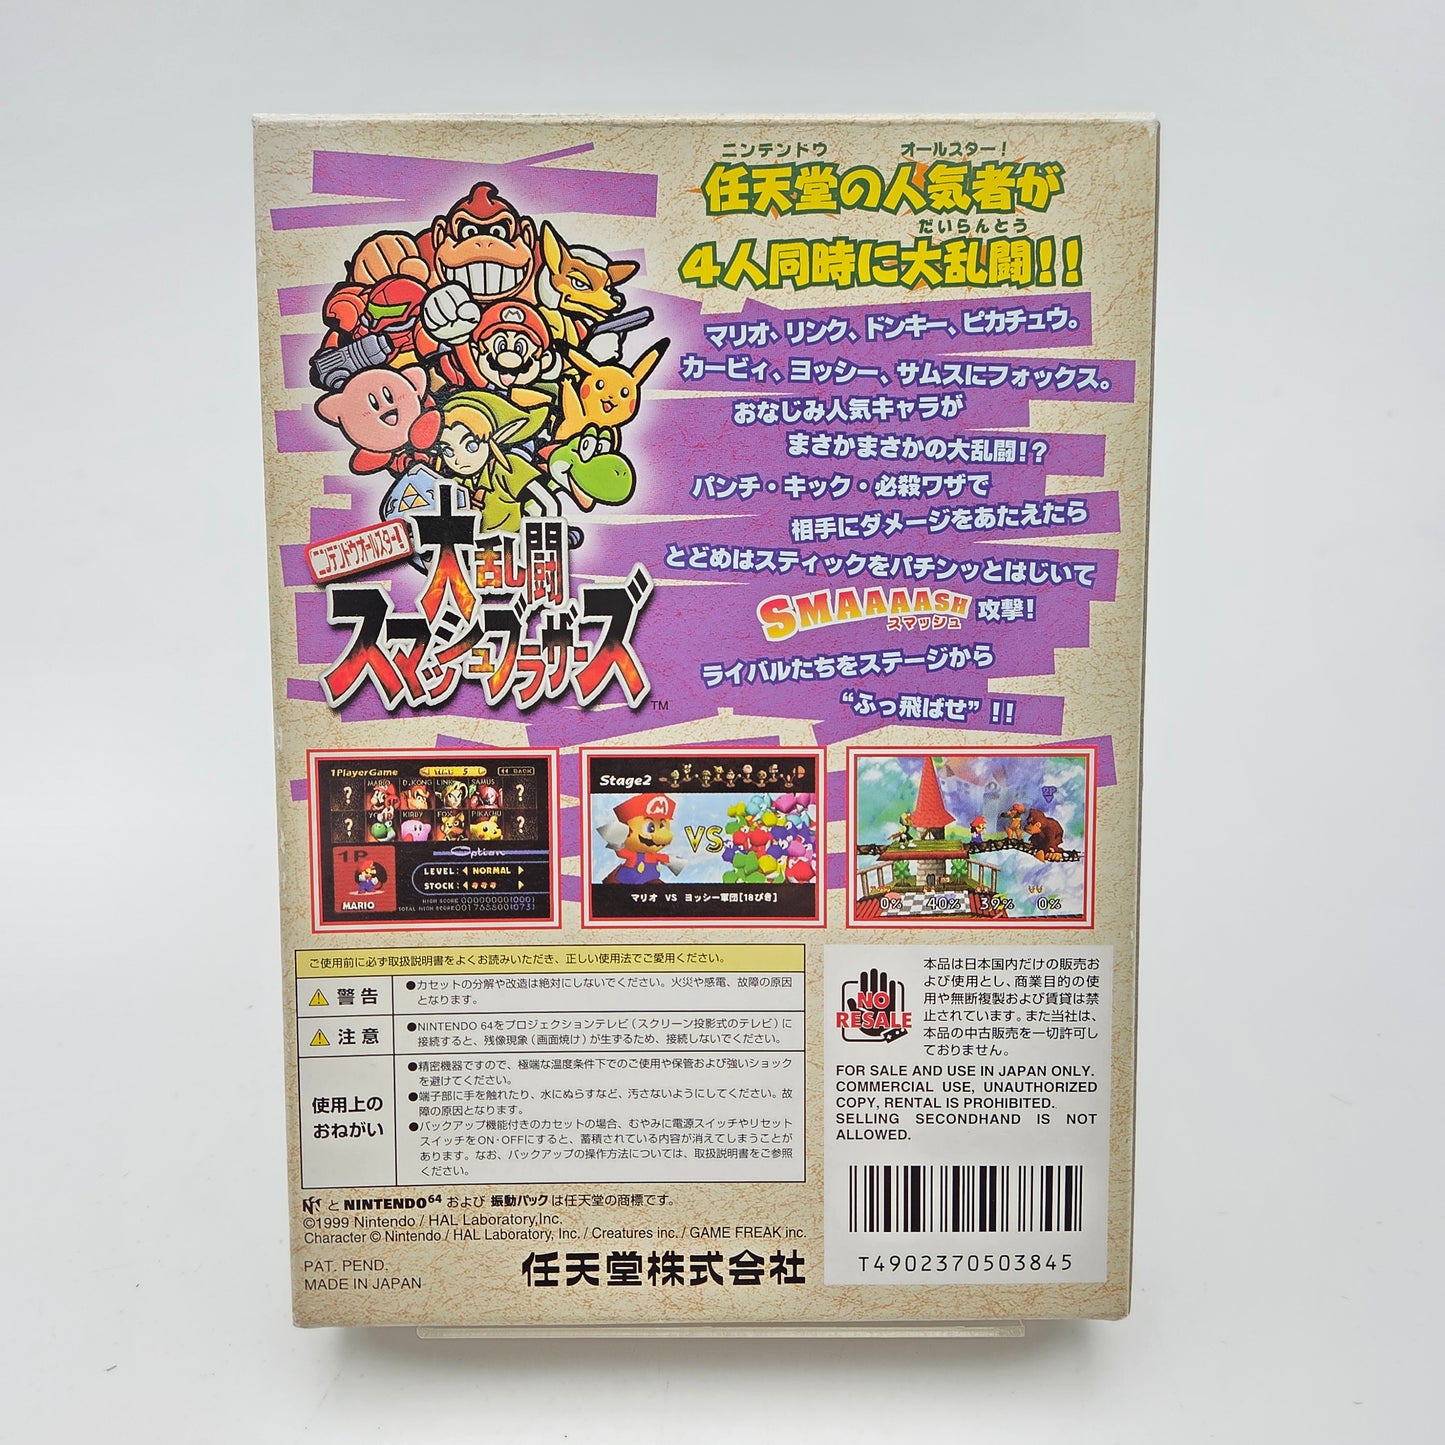 ニンテンドウ オールスター!
任天堂の人気者が
だいらんとう
4人同時に大乱闘!!
マリオ、リンク、ドンキー、ピカチュウ。
カービィ、ヨッシー、サムスにフォックス。
おなじみ人気キャラが
まさかまさかの大乱闘!?
パンチ・キック・必殺ワザで
相手にダメージをあたえたら
とどめはスティックをパチンッとはじいて
SMAAAASH 攻撃!
スマッシュ
ライバルたちをステージから
“ふっ飛ばせ”!!
ニンテンドウオールスター!
大乱闘
スマッシュブラザーズ
TM
1PlayerGame TIME 5 BACK
MARIO D.KONG LINK SAMUS
? ?
YOSHI KIRBY FOX PIKACHU
? ?
Option
1P
LEVEL: NORMAL
STOCK:
MARIO
HIGH SCORE 00000000(000)
TOTAL HIGH SCORE 001768800(073)
Stage2
VS
マリオ VS ヨッシー軍団[18ぴき]
2P
0% 40% 39% 0%
ご使用前に必ず取扱説明書をよくお読みいただき、正しい使用法でご愛用ください。
警告
●カセットの分解や改造は絶対にしないでください。火災や感電、故障の原因
となります。
注意
●NINTENDO 64をプロジェクションテレビ(スクリーン投影式のテレビ)に
接続すると、残像現象(画面焼け)が生ずるため、接続しないでください。
使用上の
おねがい
●精密機器ですので、極端な温度条件下でのご使用や保管および強いショック
を避けてください。
●端子部に手を触れたり、水にぬらすなど、汚さないようにしてください。故
障の原因となります。
●バックアップ機能付きのカセットの場合、むやみに電源スイッチやリセット
スイッチをON・OFFにすると、蓄積されている内容が消えてしまうことが
あります。なお、バックアップの操作方法については、取扱説明書をご参照
ください。
と NINTENDO64 および 振動パック は任天堂の商標です。
©1999 Nintendo / HAL Laboratory,Inc.
Character © Nintendo / HAL Laboratory, Inc. / Creatures inc. / GAME FREAK inc.
PAT. PEND.
MADE IN JAPAN
任天堂株式会社
NO
RESALE
本品は日本国内だけの販売お
よび使用とし、商業目的の使
用や無断複製および賃貸は禁
止されています。また当社は、
本品の中古販売を一切許可し
ておりません。
FOR SALE AND USE IN JAPAN ONLY.
COMMERCIAL USE, UNAUTHORIZED
COPY, RENTAL IS PROHIBITED.
SELLING SECONDHAND IS NOT
ALLOWED.
T4902370503845